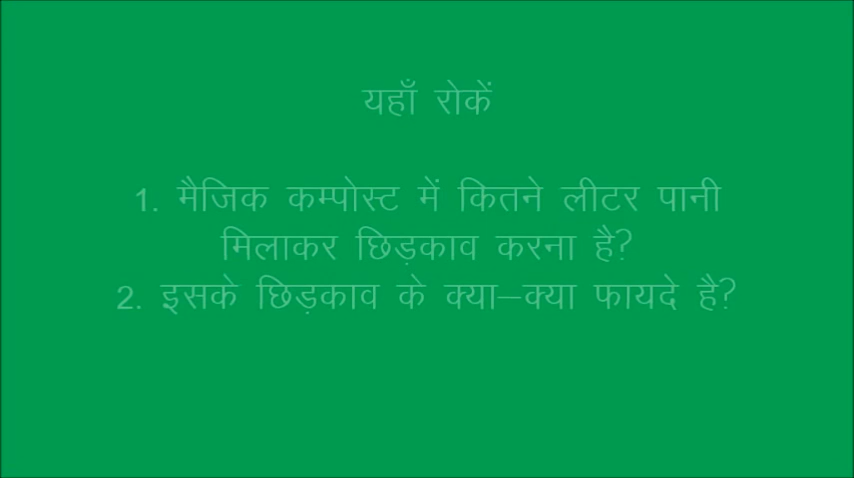 यहाँ रोकें
1. मैजिक कम्पोस्ट में कितने लीटर पानी
मिलाकर छिड़काव करना है?
2. इसके छिड़काव के क्या–क्या फायदे है?